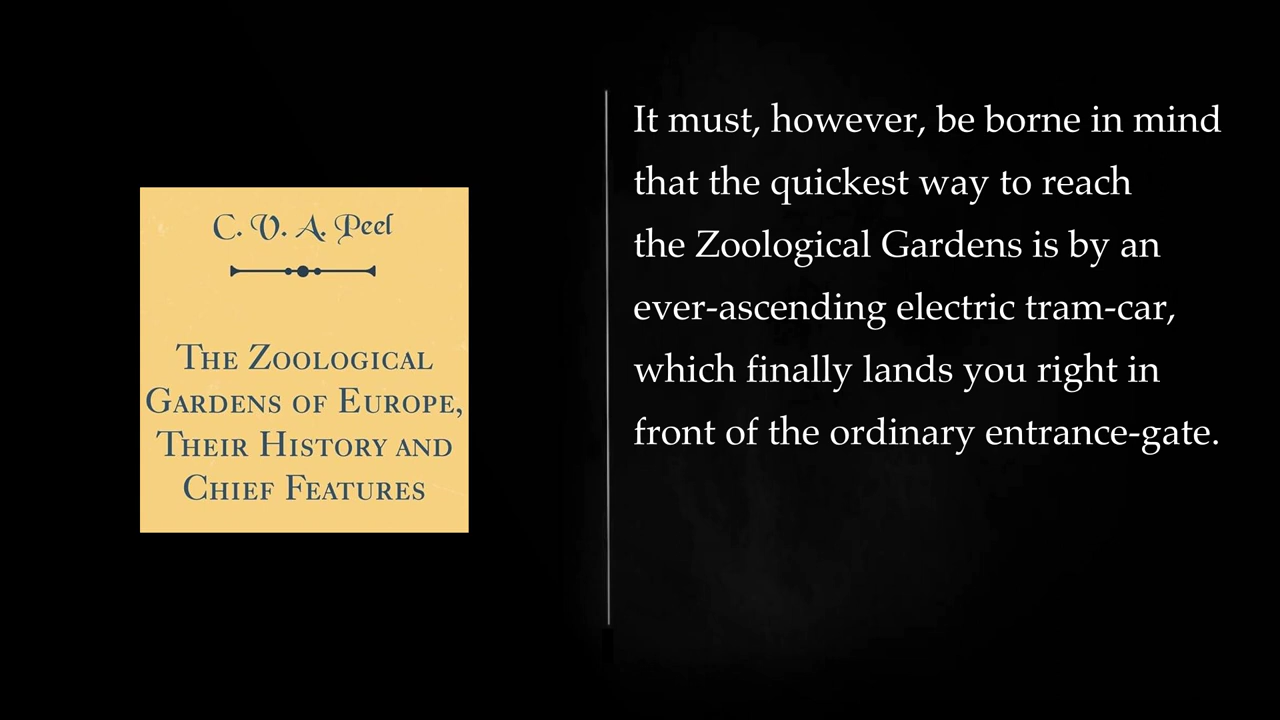 C. V. A. Peel
The Zoological
Gardens of Europe,
Their History and
Chief Features
It must, however, be borne in mind
that the quickest way to reach
the Zoological Gardens is by an
ever-ascending electric tram-car,
which finally lands you right in
front of the ordinary entrance-gate.